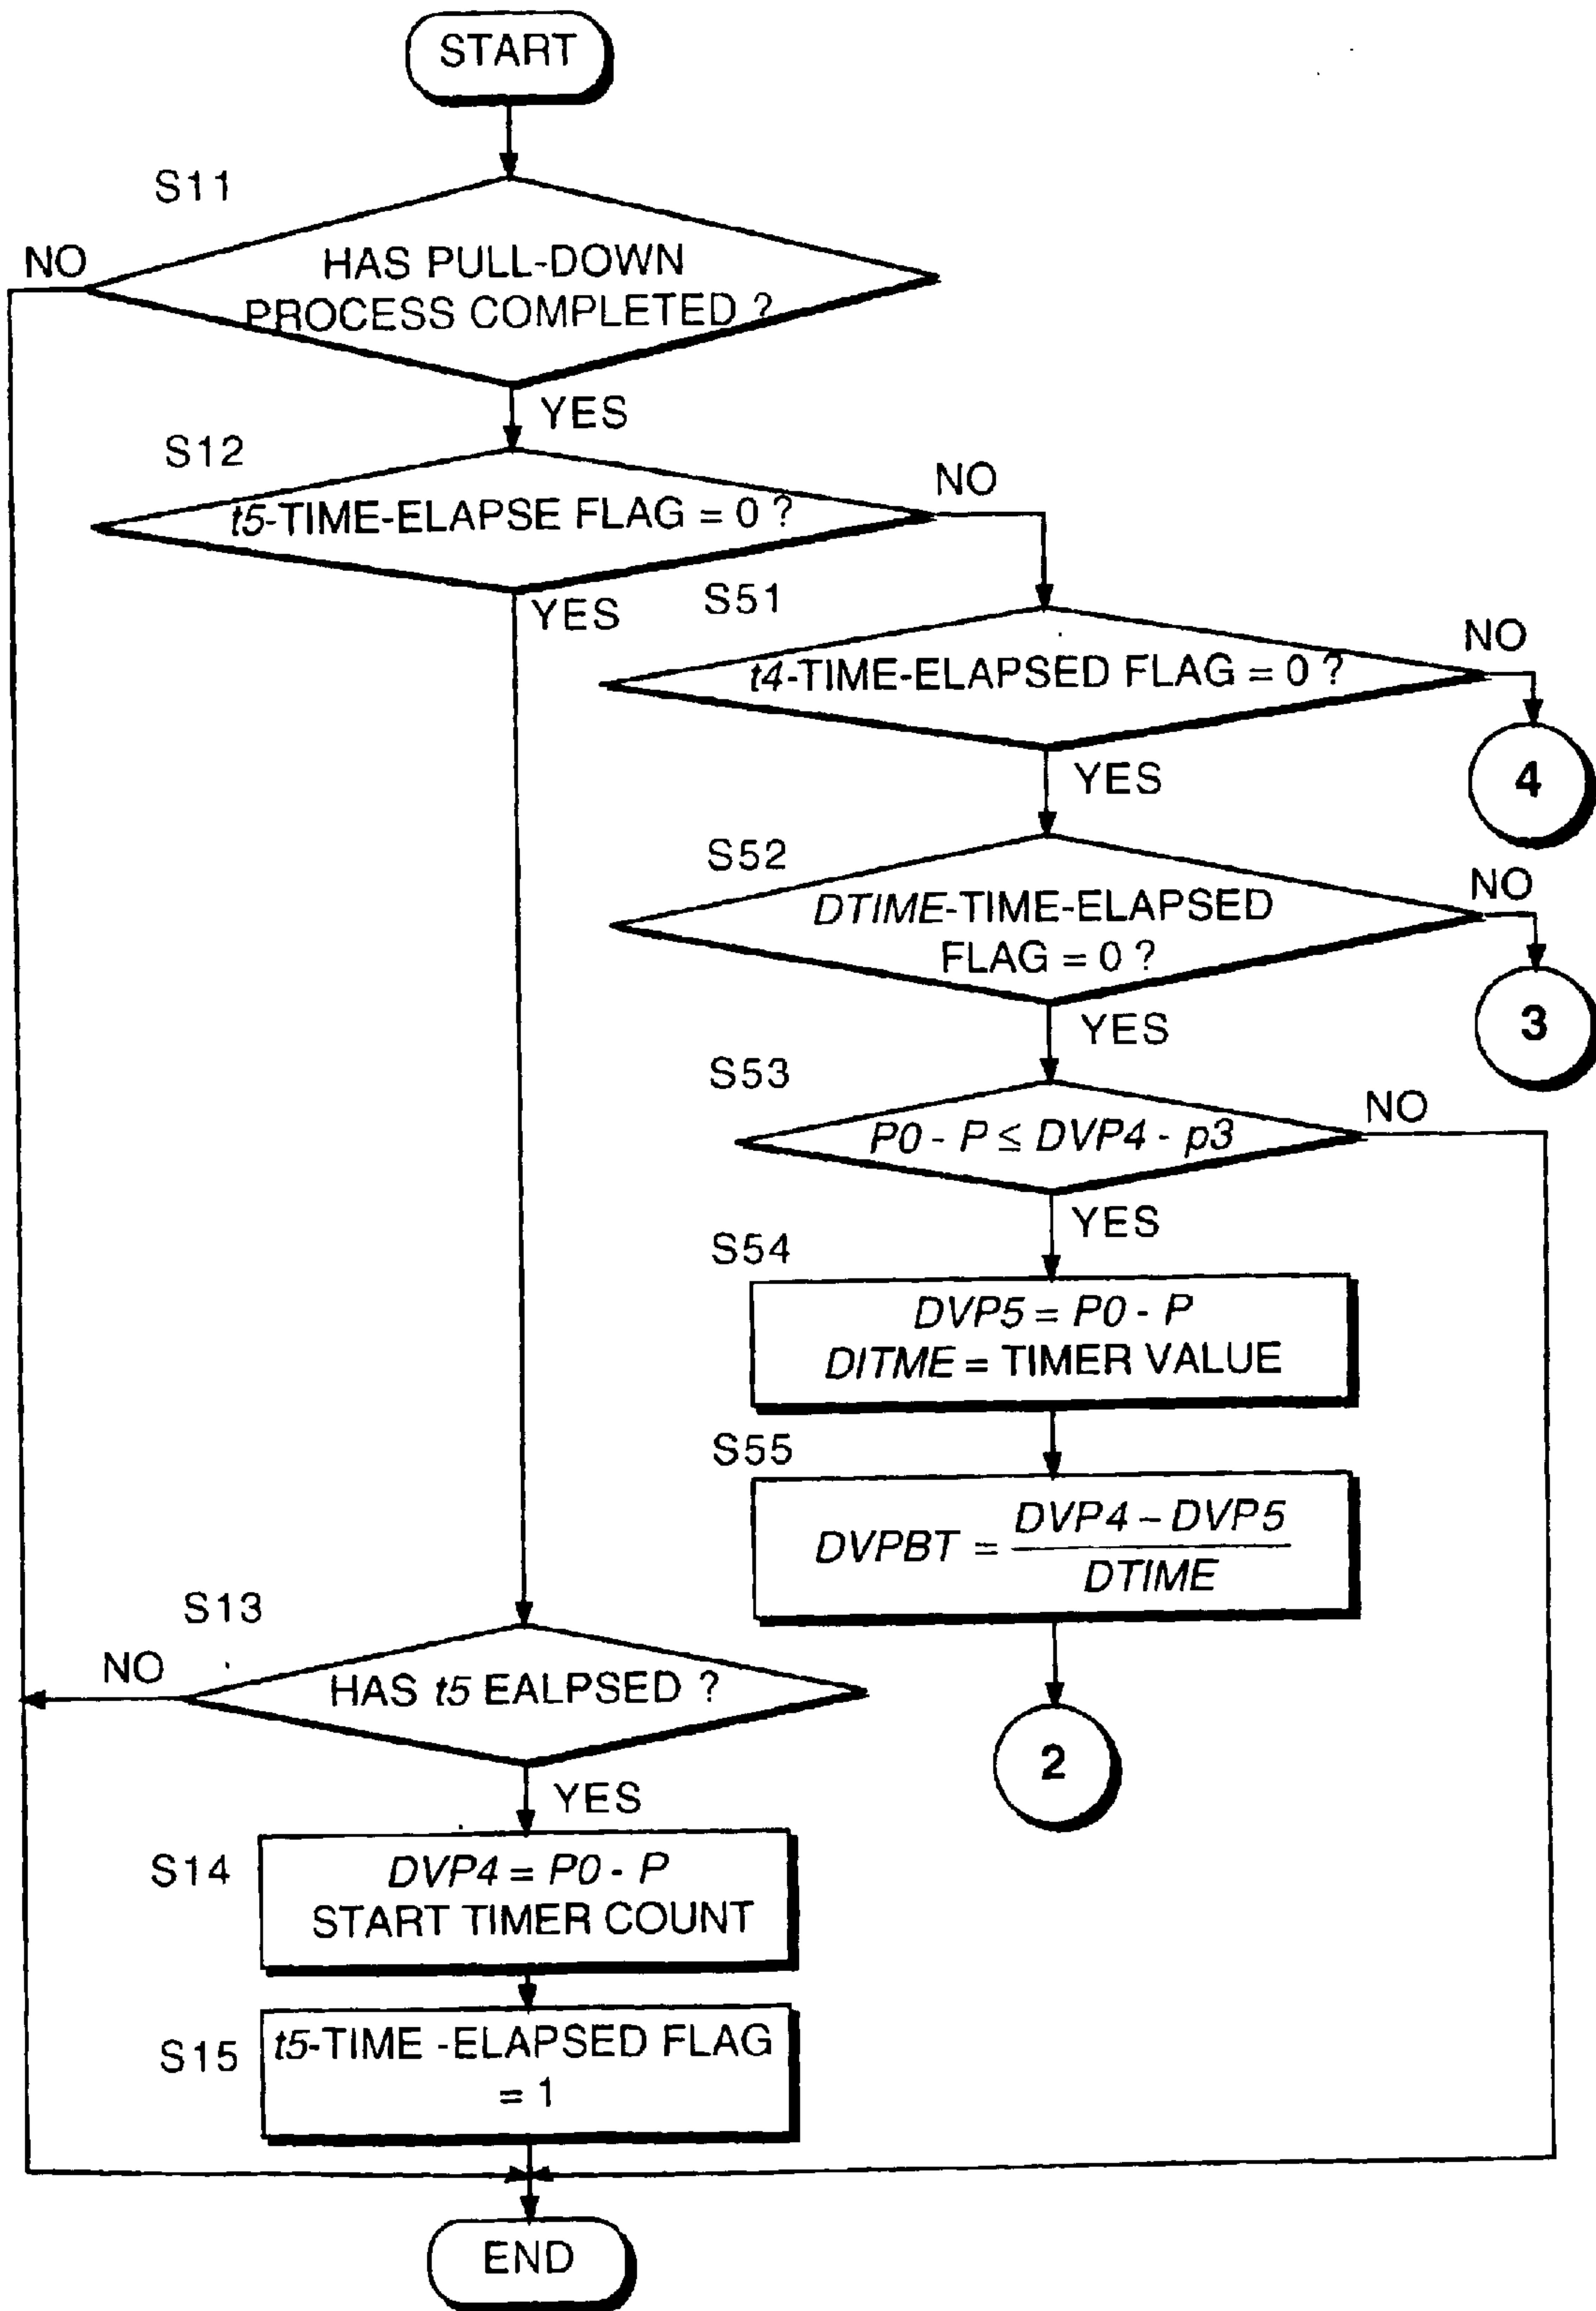 START
S11
NO
HAS PULL-DOWN
PROCESS COMPLETED ?
YES
S12
NO
t5-TIME-ELAPSE FLAG = 0 ?
YES
S51
NO
t4-TIME-ELAPSED FLAG = 0 ?
YES
4
S52
NO
DTIME-TIME-ELAPSED
FLAG = 0 ?
YES
3
S53
NO
P0 - P ≤ DVP4 - p3
YES
S54
DVP5 = P0 - P
DITME = TIMER VALUE
S55
DVPBT = DVP4 – DVP5
DTIME
2
S13
NO
HAS t5 EALPSED ?
YES
S14
DVP4 = P0 - P
START TIMER COUNT
S15
t5-TIME -ELAPSED FLAG
= 1
END